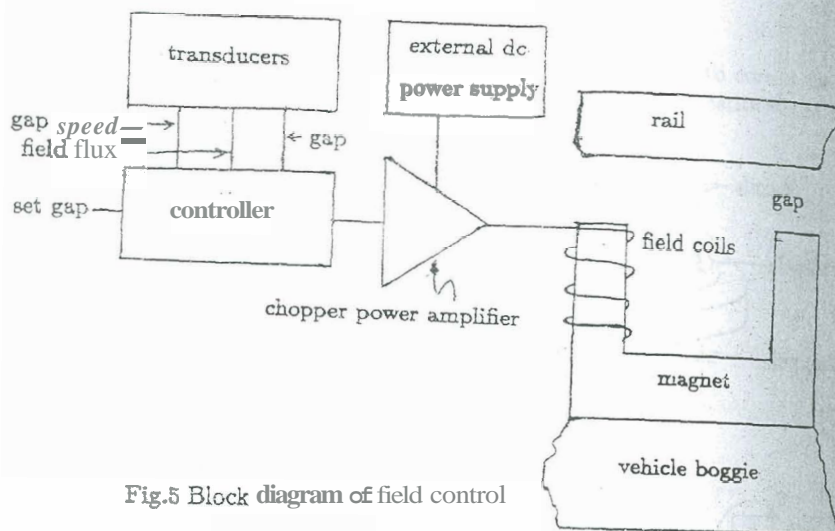 transducers
external dc
power supply
rail
gap speed
field flux
gap
gap
set gap
controller
field coils
chopper power amplifier
magnet
vehicle boggie
Fig.5 Block diagram of field control